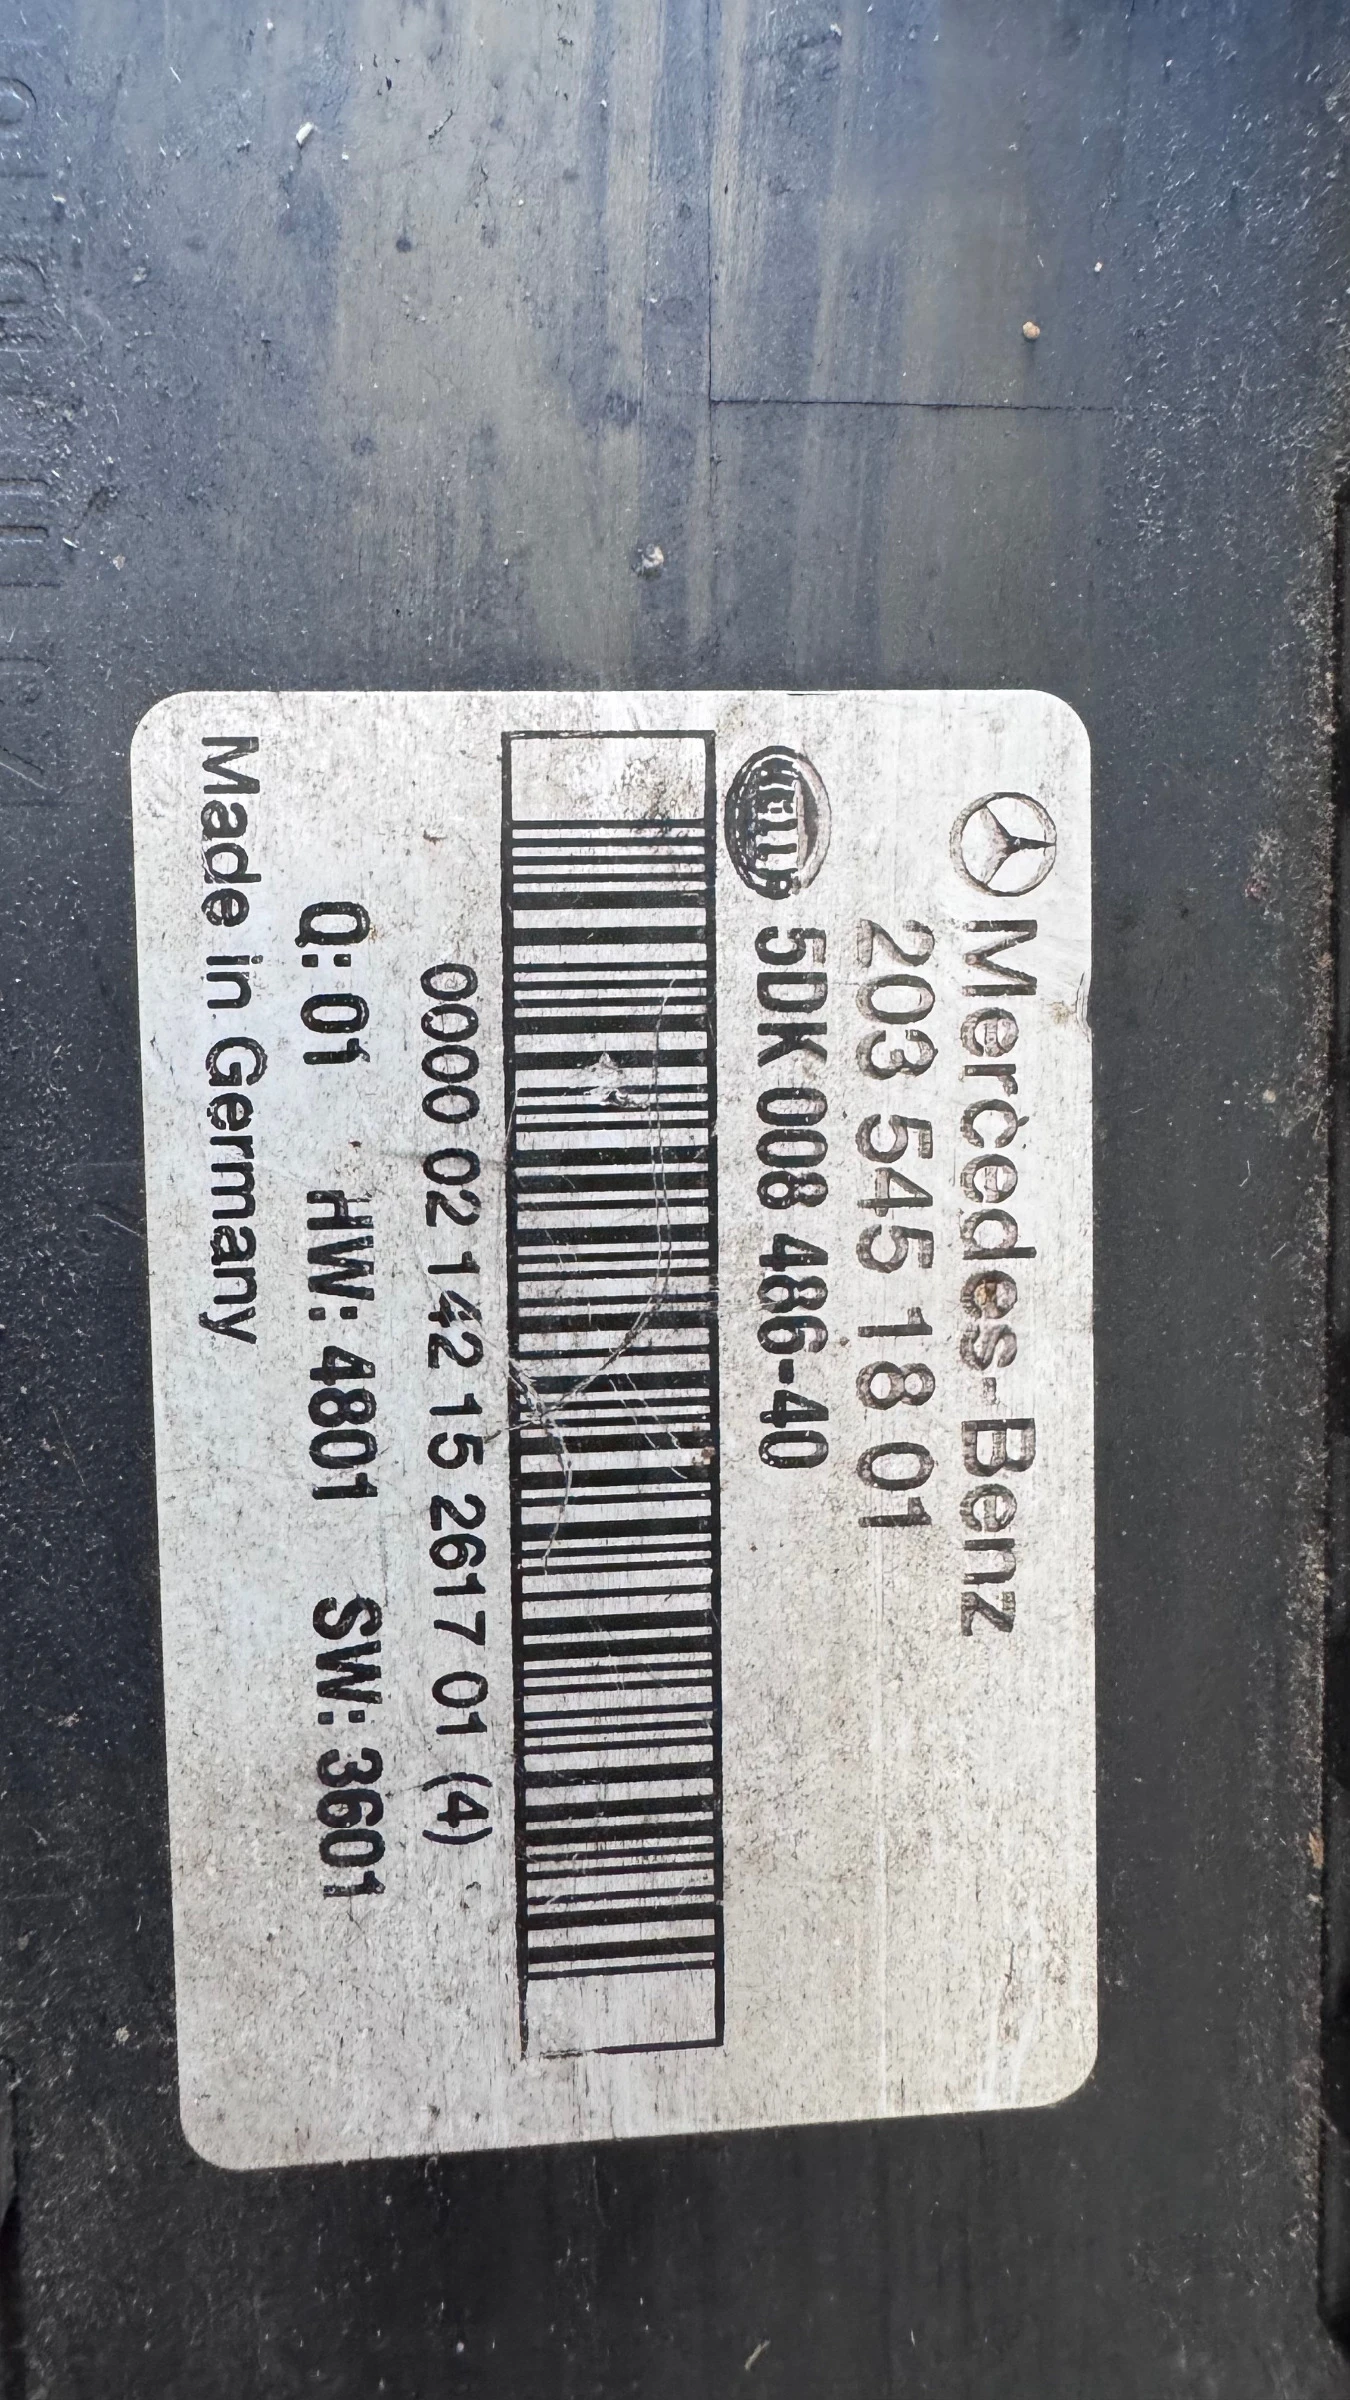 Mercedes-Benz
203 545 18 01
HELLA 5DK 008 486-40
0000 02 142 15 2617 01 (4)
Q: 01 HW: 4801 SW: 3601
Made in Germany